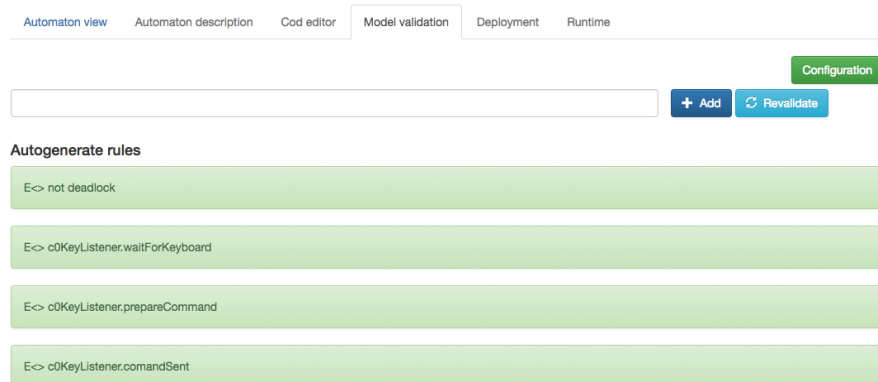 Automaton view Automaton description Cod editor Model validation Deployment Runtime
Configuration
Add Revalidate
Autogenerate rules
E<> not deadlock
E<> c0KeyListener.waitForKeyboard
E<> c0KeyListener.prepareCommand
E<> c0KeyListener.comandSent